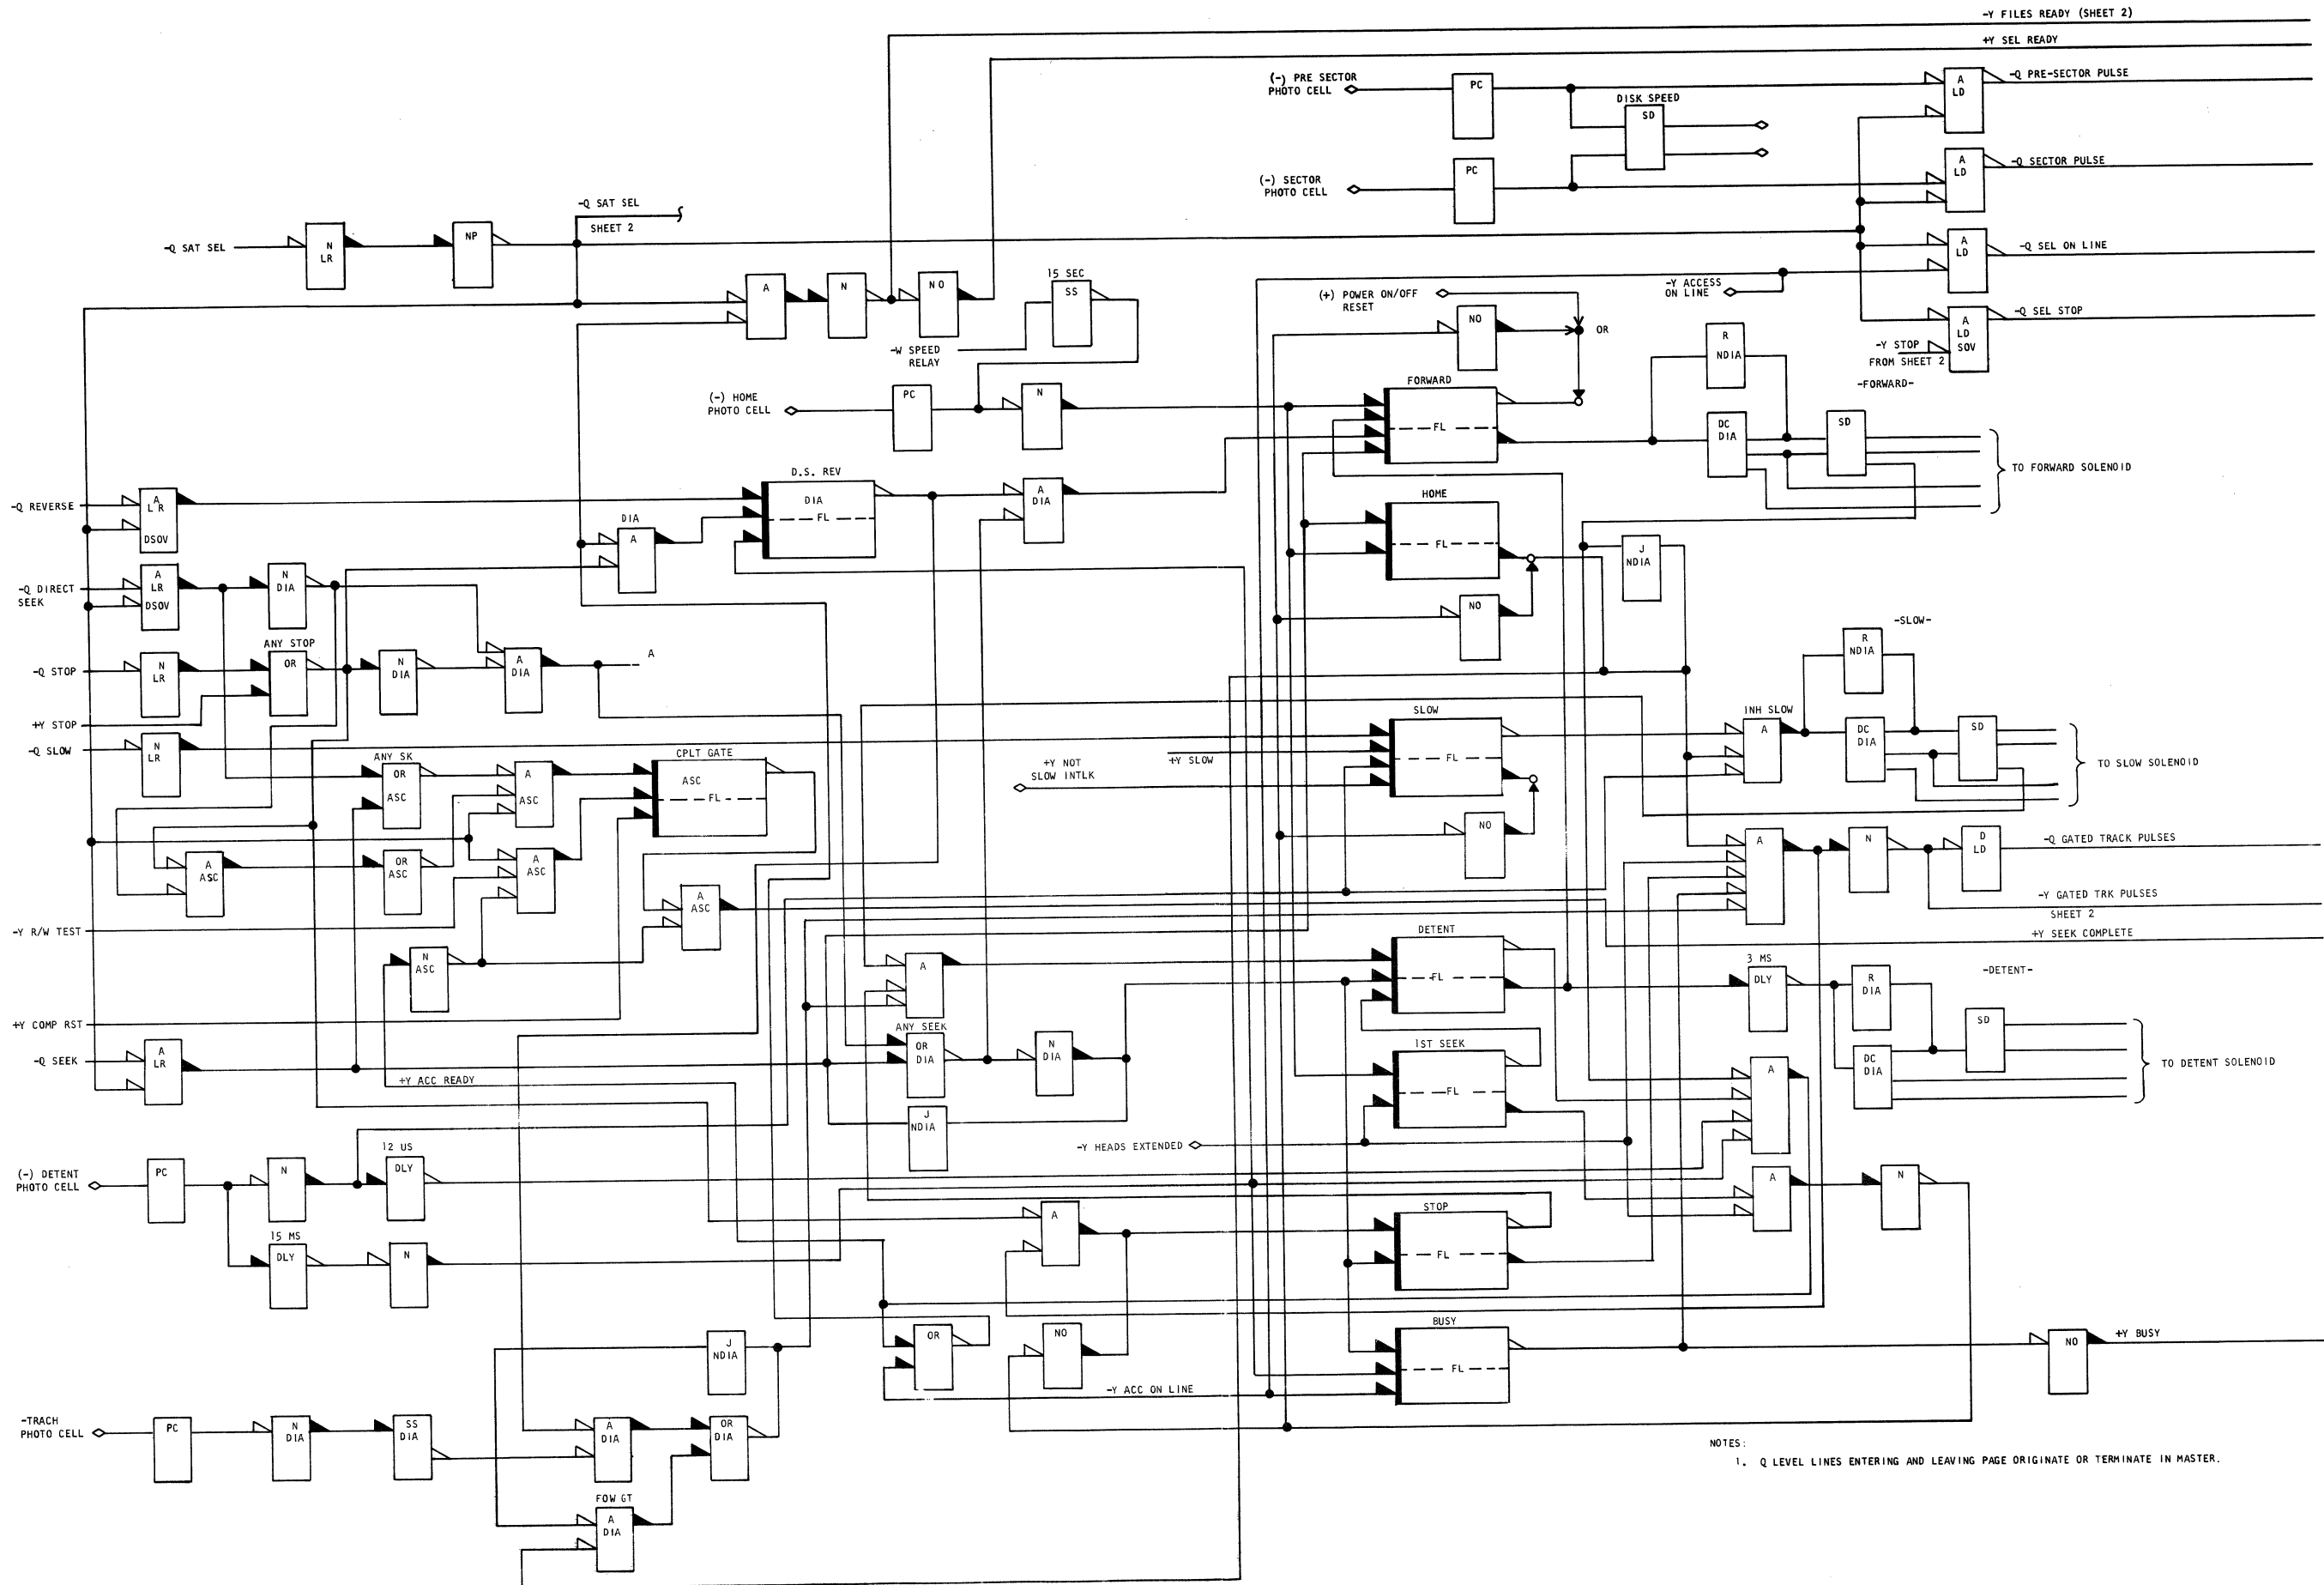 -Y FILES READY (SHEET 2)
+Y SEL READY
(-) PRE SECTOR
PHOTO CELL
PC
DISK SPEED
SD
A
LD
-Q PRE-SECTOR PULSE
(-) SECTOR
PHOTO CELL
PC
A
LD
-Q SECTOR PULSE
-Q SAT SEL
SHEET 2
-Q SAT SEL
N
LR
NP
A
LD
-Q SEL ON LINE
-Y ACCESS
ON LINE
A
N
NO
15 SEC
SS
-W SPEED
RELAY
(+) POWER ON/OFF
RESET
NO
OR
A
LD
SOV
-Q SEL STOP
-Y STOP
FROM SHEET 2
R
NDIA
-FORWARD-
(-) HOME
PHOTO CELL
PC
N
FORWARD
FL
DC
DIA
SD
TO FORWARD SOLENOID
-Q REVERSE
A
LR
DSOV
DIA
A
D.S. REV
DIA
FL
A
DIA
HOME
FL
J
NDIA
-Q DIRECT
SEEK
A
LR
DSOV
N
DIA
NO
-Q STOP
N
LR
ANY STOP
OR
N
DIA
A
DIA
A
-SLOW-
R
NDIA
+Y STOP
-Q SLOW
N
LR
ANY SK
OR
ASC
A
ASC
CPLT GATE
ASC
FL
+Y NOT
SLOW INTLK
+Y SLOW
SLOW
FL
INH SLOW
A
DC
DIA
SD
TO SLOW SOLENOID
NO
A
ASC
OR
ASC
A
ASC
A
ASC
A
N
D
LD
-Q GATED TRACK PULSES
-Y GATED TRK PULSES
SHEET 2
-Y R/W TEST
+Y SEEK COMPLETE
N
ASC
A
DETENT
FL
3 MS
DLY
R
DIA
-DETENT-
SD
DC
DIA
TO DETENT SOLENOID
+Y COMP RST
-Q SEEK
A
LR
+Y ACC READY
ANY SEEK
OR
DIA
N
DIA
J
NDIA
1ST SEEK
FL
A
-Y HEADS EXTENDED
(-) DETENT
PHOTO CELL
PC
N
12 US
DLY
A
N
15 MS
DLY
N
A
STOP
FL
J
NDIA
OR
NO
BUSY
FL
NO
+Y BUSY
-Y ACC ON LINE
-TRACH
PHOTO CELL
PC
N
DIA
SS
DIA
A
DIA
OR
DIA
FOW GT
A
DIA
NOTES:
1. Q LEVEL LINES ENTERING AND LEAVING PAGE ORIGINATE OR TERMINATE IN MASTER.